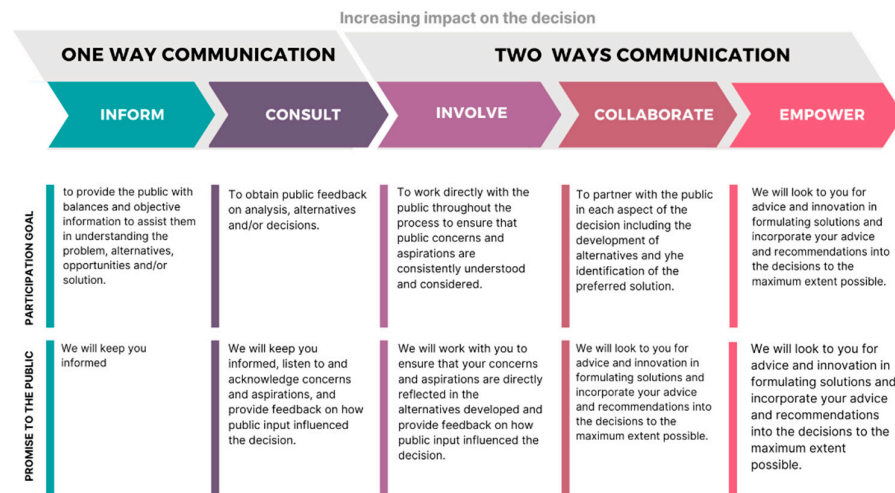 Increasing impact on the decision
ONE WAY COMMUNICATION
TWO WAYS COMMUNICATION
INFORM
CONSULT
INVOLVE
COLLABORATE
EMPOWER
PARTICIPATION GOAL
to provide the public with
balances and objective
information to assist them
in understanding the
problem, alternatives,
opportunities and/or
solution.
To obtain public feedback
on analysis, alternatives
and/or decisions.
To work directly with the
public throughout the
process to ensure that
public concerns and
aspirations are
consistently understood
and considered.
To partner with the public
in each aspect of the
decision including the
development of
alternatives and yhe
identification of the
preferred solution.
We will look to you for
advice and innovation in
formulating solutions and
incorporate your advice
and recommendations into
the decisions to the
maximum extent possible.
PROMISE TO THE PUBLIC
We will keep you
informed
We will keep you
informed, listen to and
acknowledge concerns
and aspirations, and
provide feedback on how
public input influenced
the decision.
We will work with you to
ensure that your concerns
and aspirations are directly
reflected in the
alternatives developed and
provide feedback on how
public input influenced the
decision.
We will look to you for
advice and innovation in
formulating solutions and
incorporate your advice
and recommendations into
the decisions to the
maximum extent possible.
We will look to you for
advice and innovation in
formulating solutions and
incorporate your advice
and recommendations
into the decisions to the
maximum extent
possible.